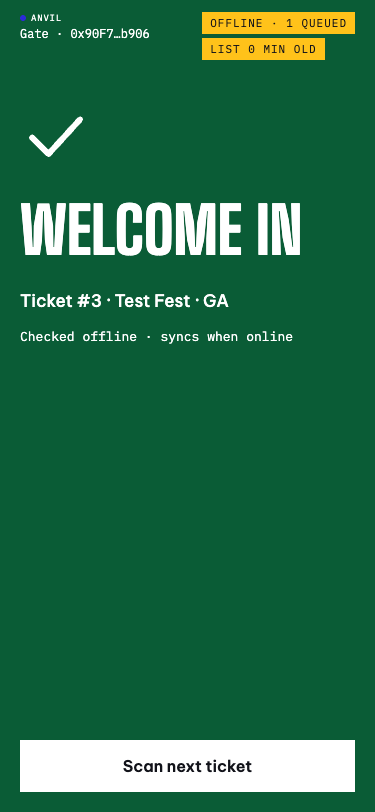 ANVIL
Gate · 0x90F7…b906
OFFLINE · 1 QUEUED
LIST 0 MIN OLD
WELCOME IN
Ticket #3 · Test Fest · GA
Checked offline · syncs when online
Scan next ticket